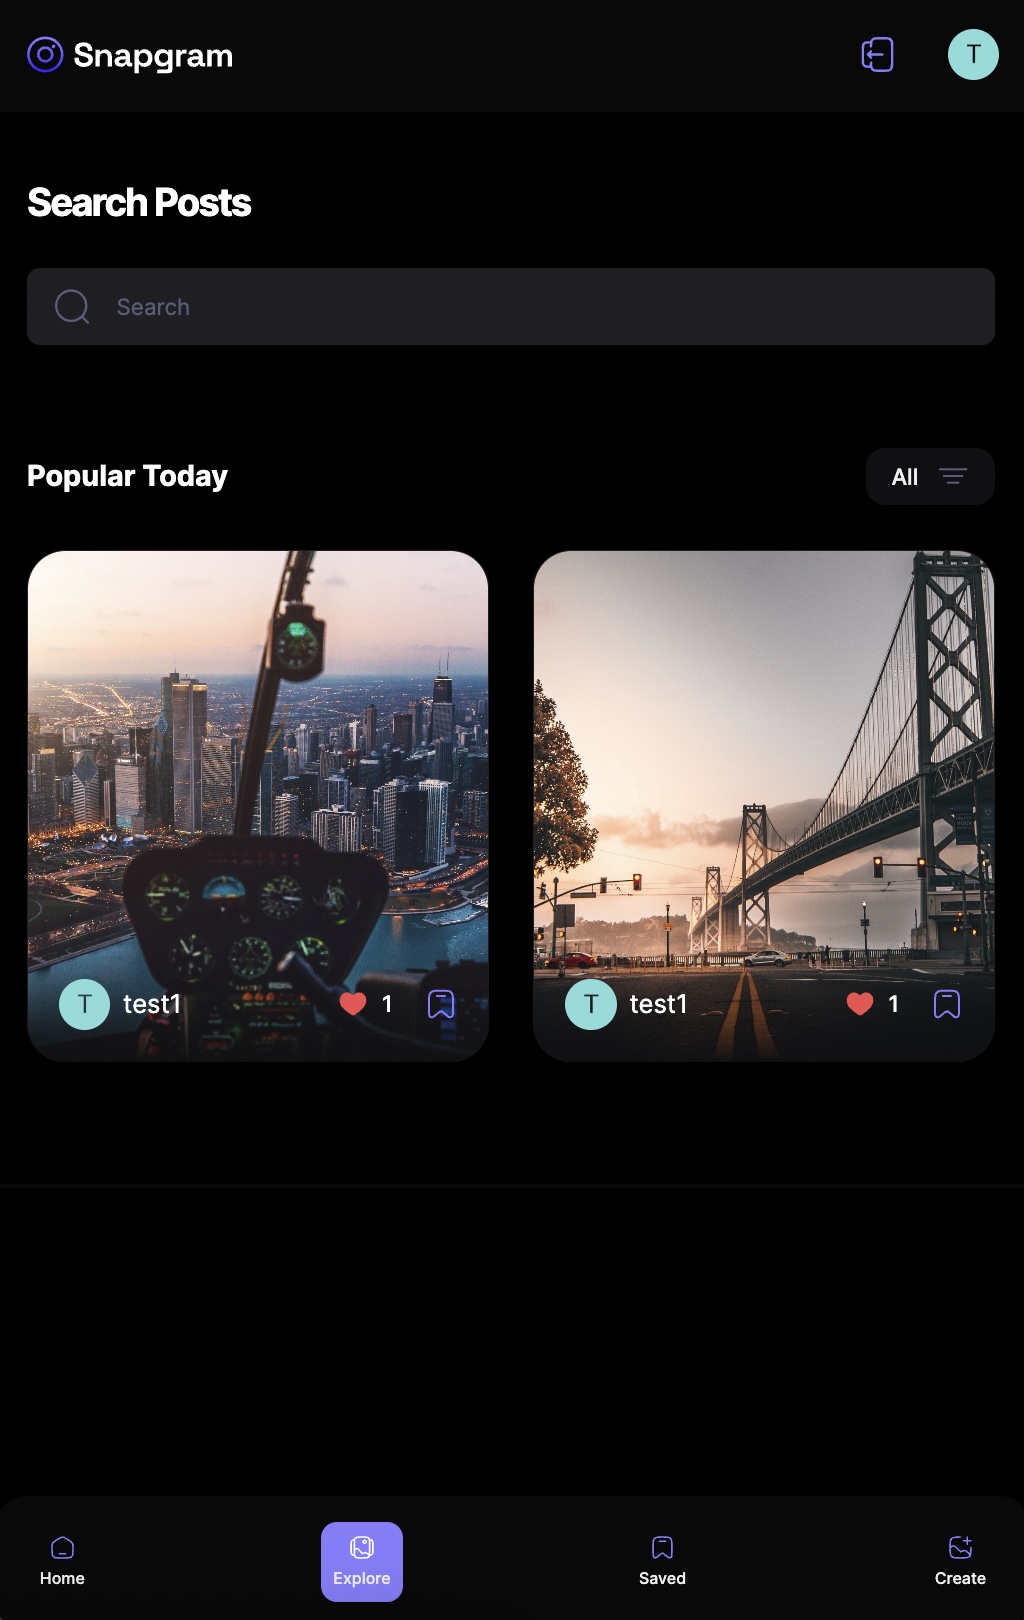 Snapgram
T
Search Posts
Search
Popular Today
All
T test1 1
T test1 1
Home
Explore
Saved
Create